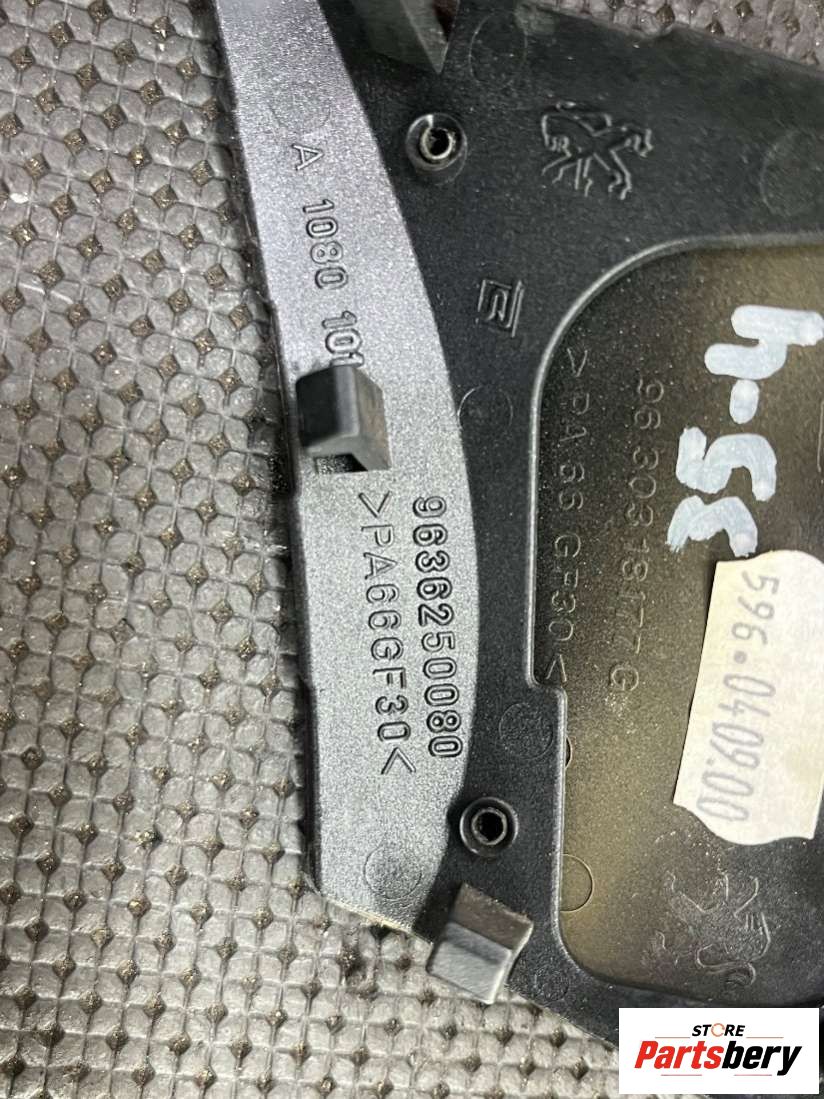 A 1080 101
9636250080
>PA66GF30<
96 303 181 77 G
>PA 66 GF30<
35-4
596.0409.00
STORE
Partsbery